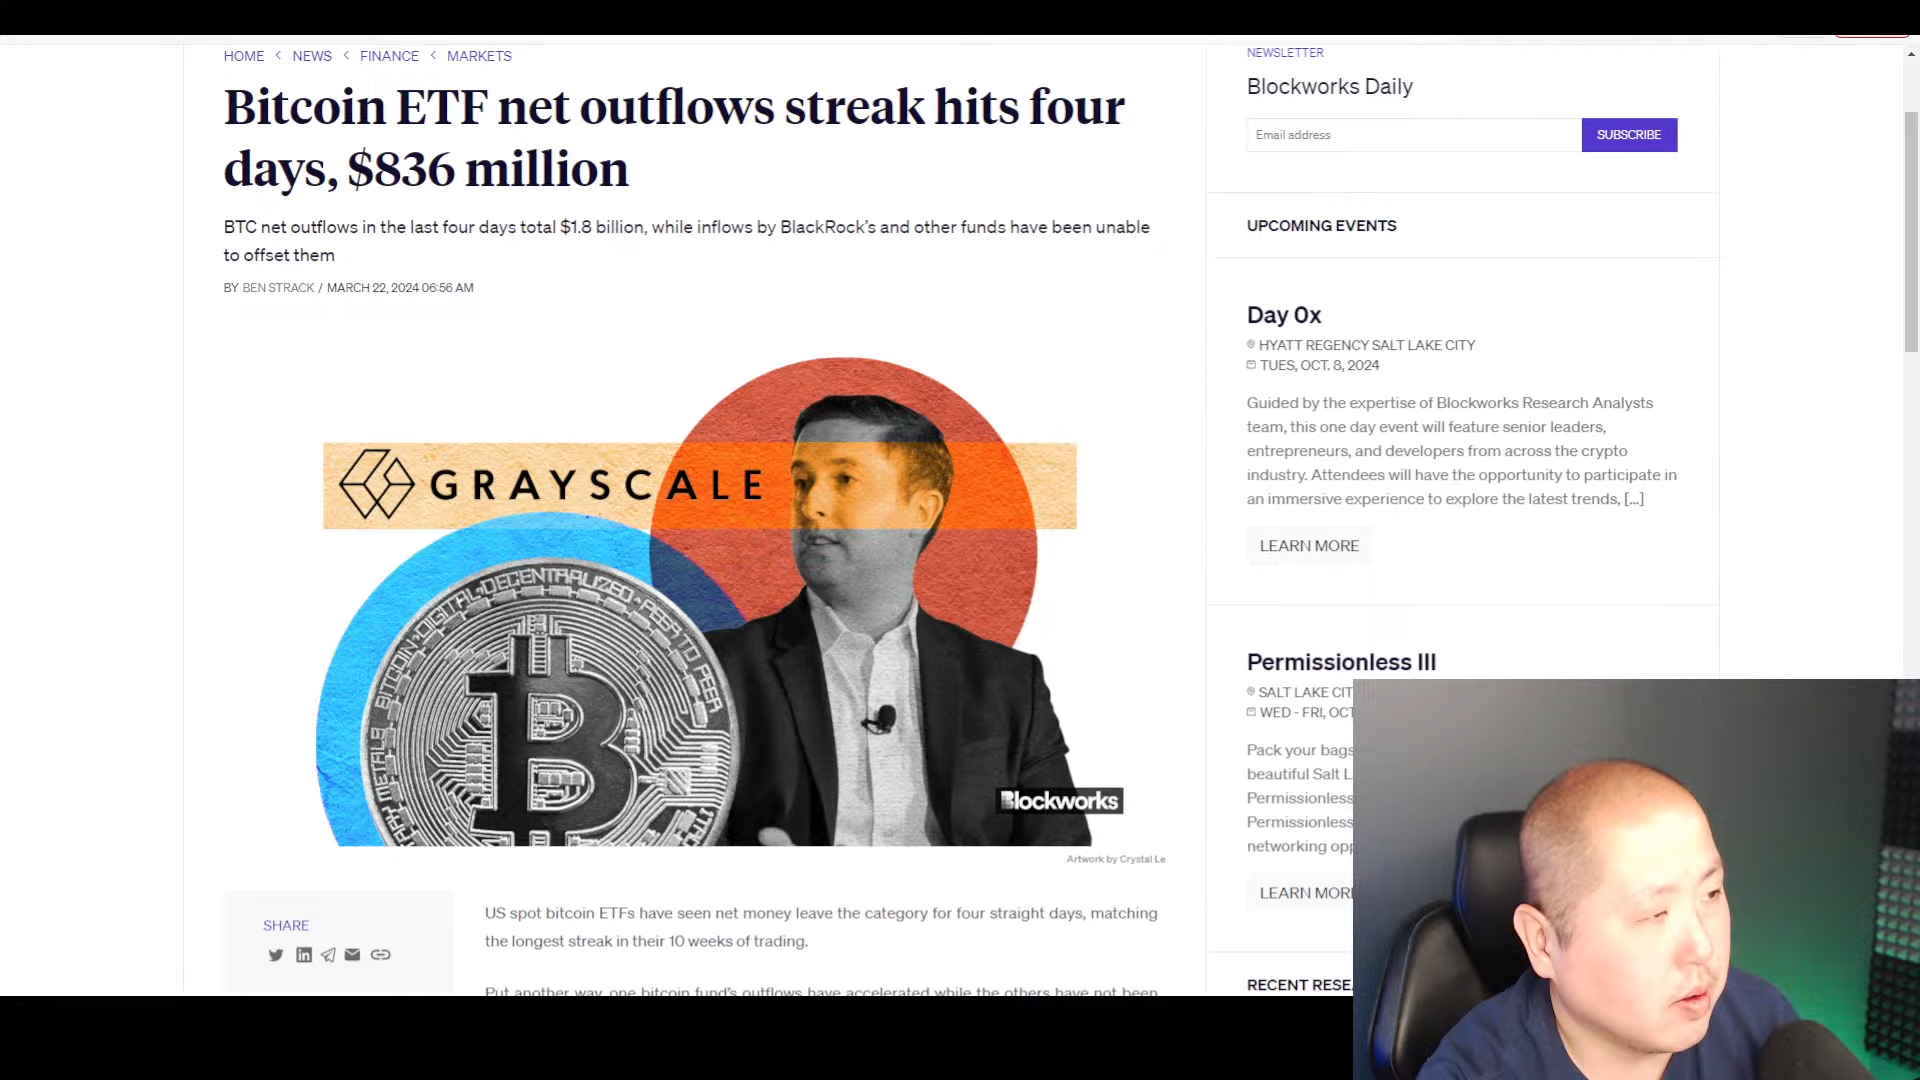 HOME < NEWS < FINANCE < MARKETS
Bitcoin ETF net outflows streak hits four
days, $836 million
BTC net outflows in the last four days total $1.8 billion, while inflows by BlackRock's and other funds have been unable
to offset them
BY BEN STRACK / MARCH 22, 2024 06:56 AM
GRAYSCALE
BITCOIN · DIGITAL · DECENTRALIZED · PEER TO PEER
Blockworks
Artwork by Crystal Le
SHARE
US spot bitcoin ETFs have seen net money leave the category for four straight days, matching
the longest streak in their 10 weeks of trading.
Put another way, one bitcoin fund's outflows have accelerated while the others have not been
NEWSLETTER
Blockworks Daily
Email address
SUBSCRIBE
UPCOMING EVENTS
Day 0x
HYATT REGENCY SALT LAKE CITY
TUES, OCT. 8, 2024
Guided by the expertise of Blockworks Research Analysts
team, this one day event will feature senior leaders,
entrepreneurs, and developers from across the crypto
industry. Attendees will have the opportunity to participate in
an immersive experience to explore the latest trends, [...]
LEARN MORE
Permissionless III
SALT LAKE CIT
WED - FRI, OCT
Pack your bags
beautiful Salt L
Permissionless
Permissionless
networking opp
LEARN MORE
RECENT RESE